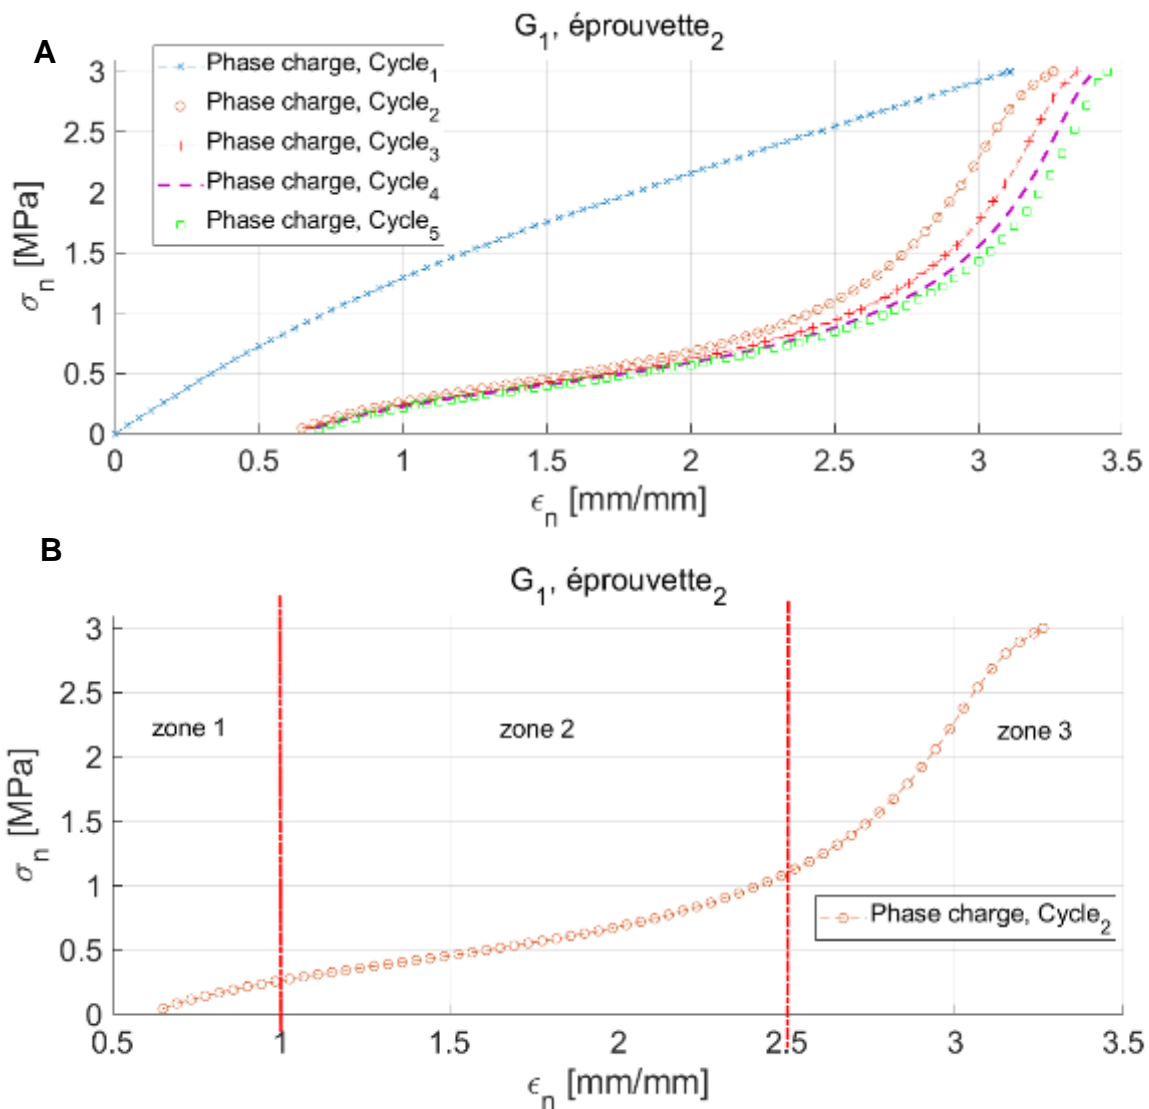 A
G1, éprouvette2
Phase charge, Cycle1
Phase charge, Cycle2
Phase charge, Cycle3
Phase charge, Cycle4
Phase charge, Cycle5
3
2.5
2
1.5
1
0.5
0
σn [MPa]
0 0.5 1 1.5 2 2.5 3 3.5
ϵn [mm/mm]
B
G1, éprouvette2
zone 1 zone 2 zone 3
Phase charge, Cycle2
3
2.5
2
1.5
1
0.5
0
σn [MPa]
0.5 1 1.5 2 2.5 3 3.5
ϵn [mm/mm]